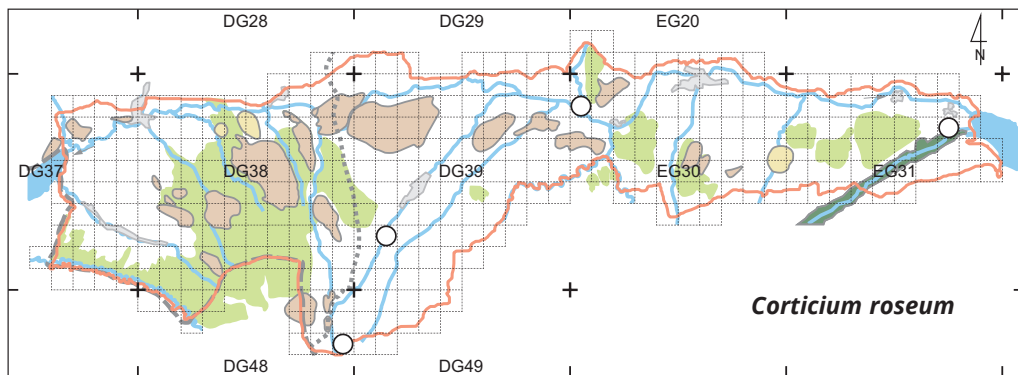 DG28 DG29 EG20
N
DG37 DG38 DG39 EG30 EG31
Corticium roseum
DG48 DG49